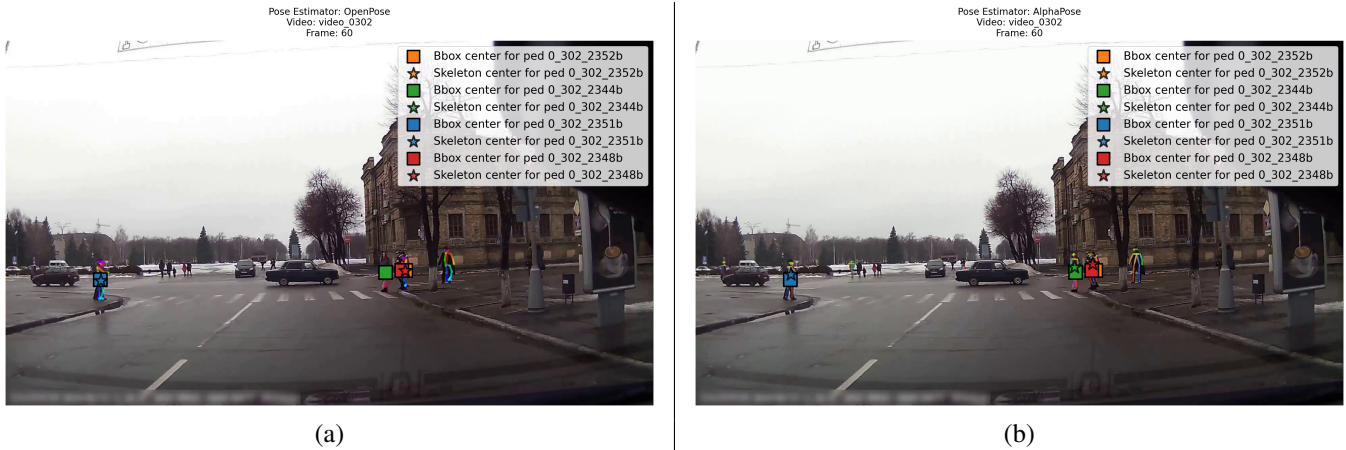 Pose Estimator: OpenPose
Video: video_0302
Frame: 60
Bbox center for ped 0_302_2352b
Skeleton center for ped 0_302_2352b
Bbox center for ped 0_302_2344b
Skeleton center for ped 0_302_2344b
Bbox center for ped 0_302_2351b
Skeleton center for ped 0_302_2351b
Bbox center for ped 0_302_2348b
Skeleton center for ped 0_302_2348b
(a)
Pose Estimator: AlphaPose
Video: video_0302
Frame: 60
Bbox center for ped 0_302_2352b
Skeleton center for ped 0_302_2352b
Bbox center for ped 0_302_2344b
Skeleton center for ped 0_302_2344b
Bbox center for ped 0_302_2351b
Skeleton center for ped 0_302_2351b
Bbox center for ped 0_302_2348b
Skeleton center for ped 0_302_2348b
(b)